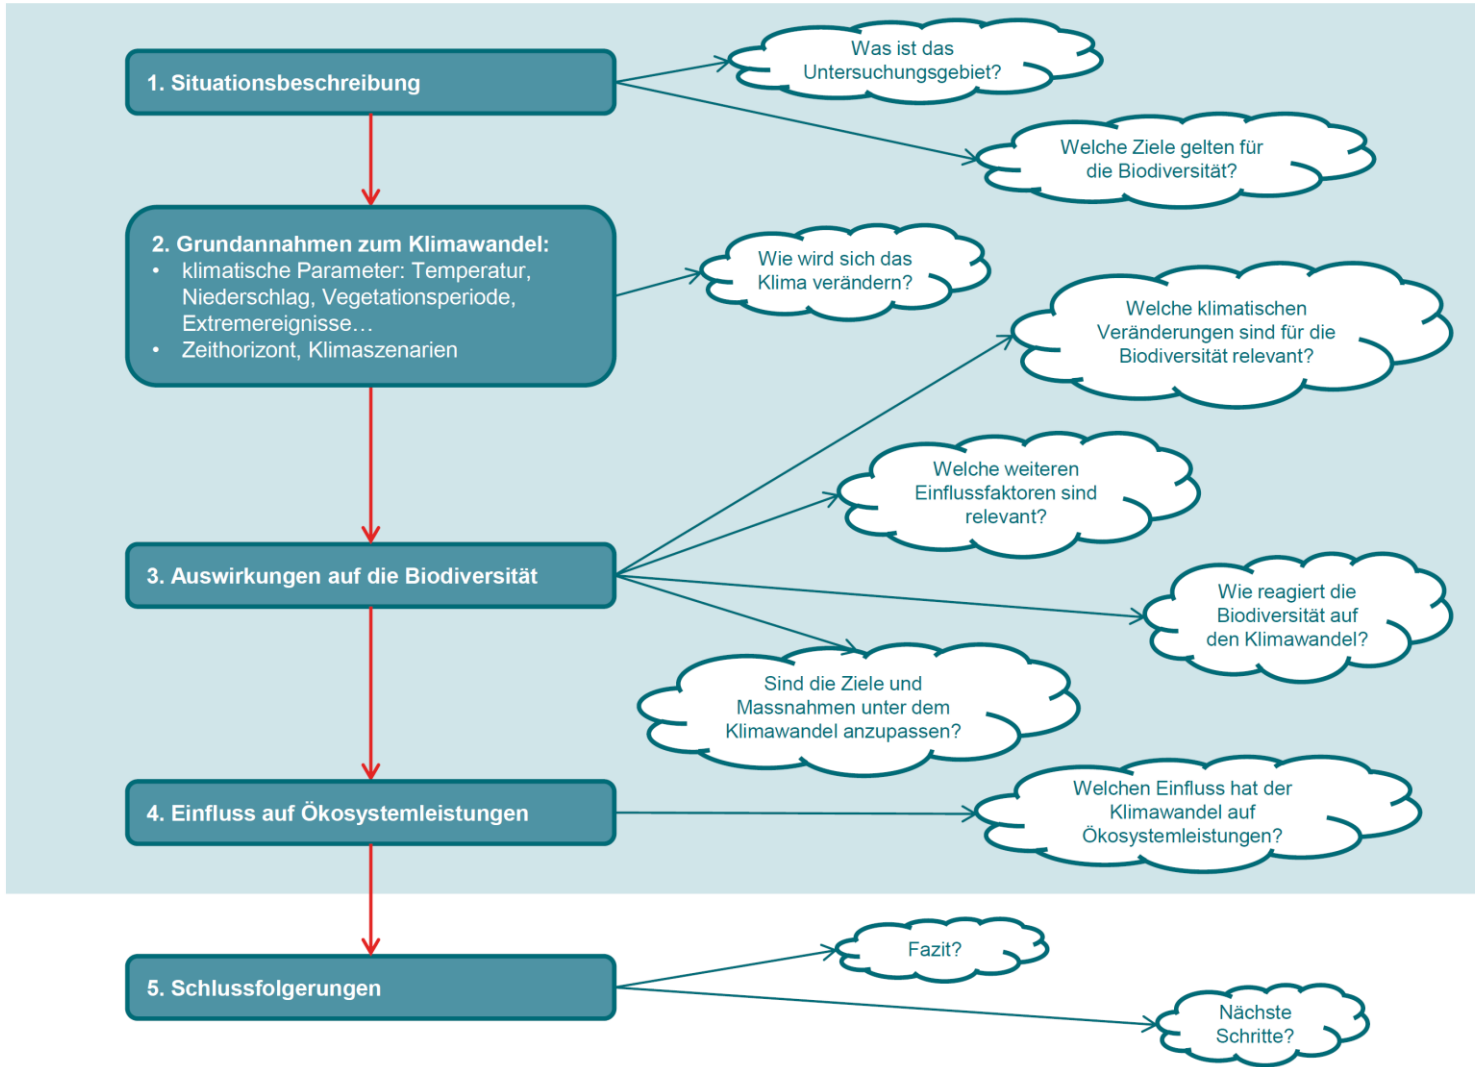 1. Situationsbeschreibung
Was ist das
Untersuchungsgebiet?
Welche Ziele gelten für
die Biodiversität?
2. Grundannahmen zum Klimawandel:
• klimatische Parameter: Temperatur,
Niederschlag, Vegetationsperiode,
Extremereignisse…
• Zeithorizont, Klimaszenarien
Wie wird sich das
Klima verändern?
Welche klimatischen
Veränderungen sind für die
Biodiversität relevant?
Welche weiteren
Einflussfaktoren sind
relevant?
3. Auswirkungen auf die Biodiversität
Wie reagiert die
Biodiversität auf
den Klimawandel?
Sind die Ziele und
Massnahmen unter dem
Klimawandel anzupassen?
4. Einfluss auf Ökosystemleistungen
Welchen Einfluss hat der
Klimawandel auf
Ökosystemleistungen?
5. Schlussfolgerungen
Fazit?
Nächste
Schritte?